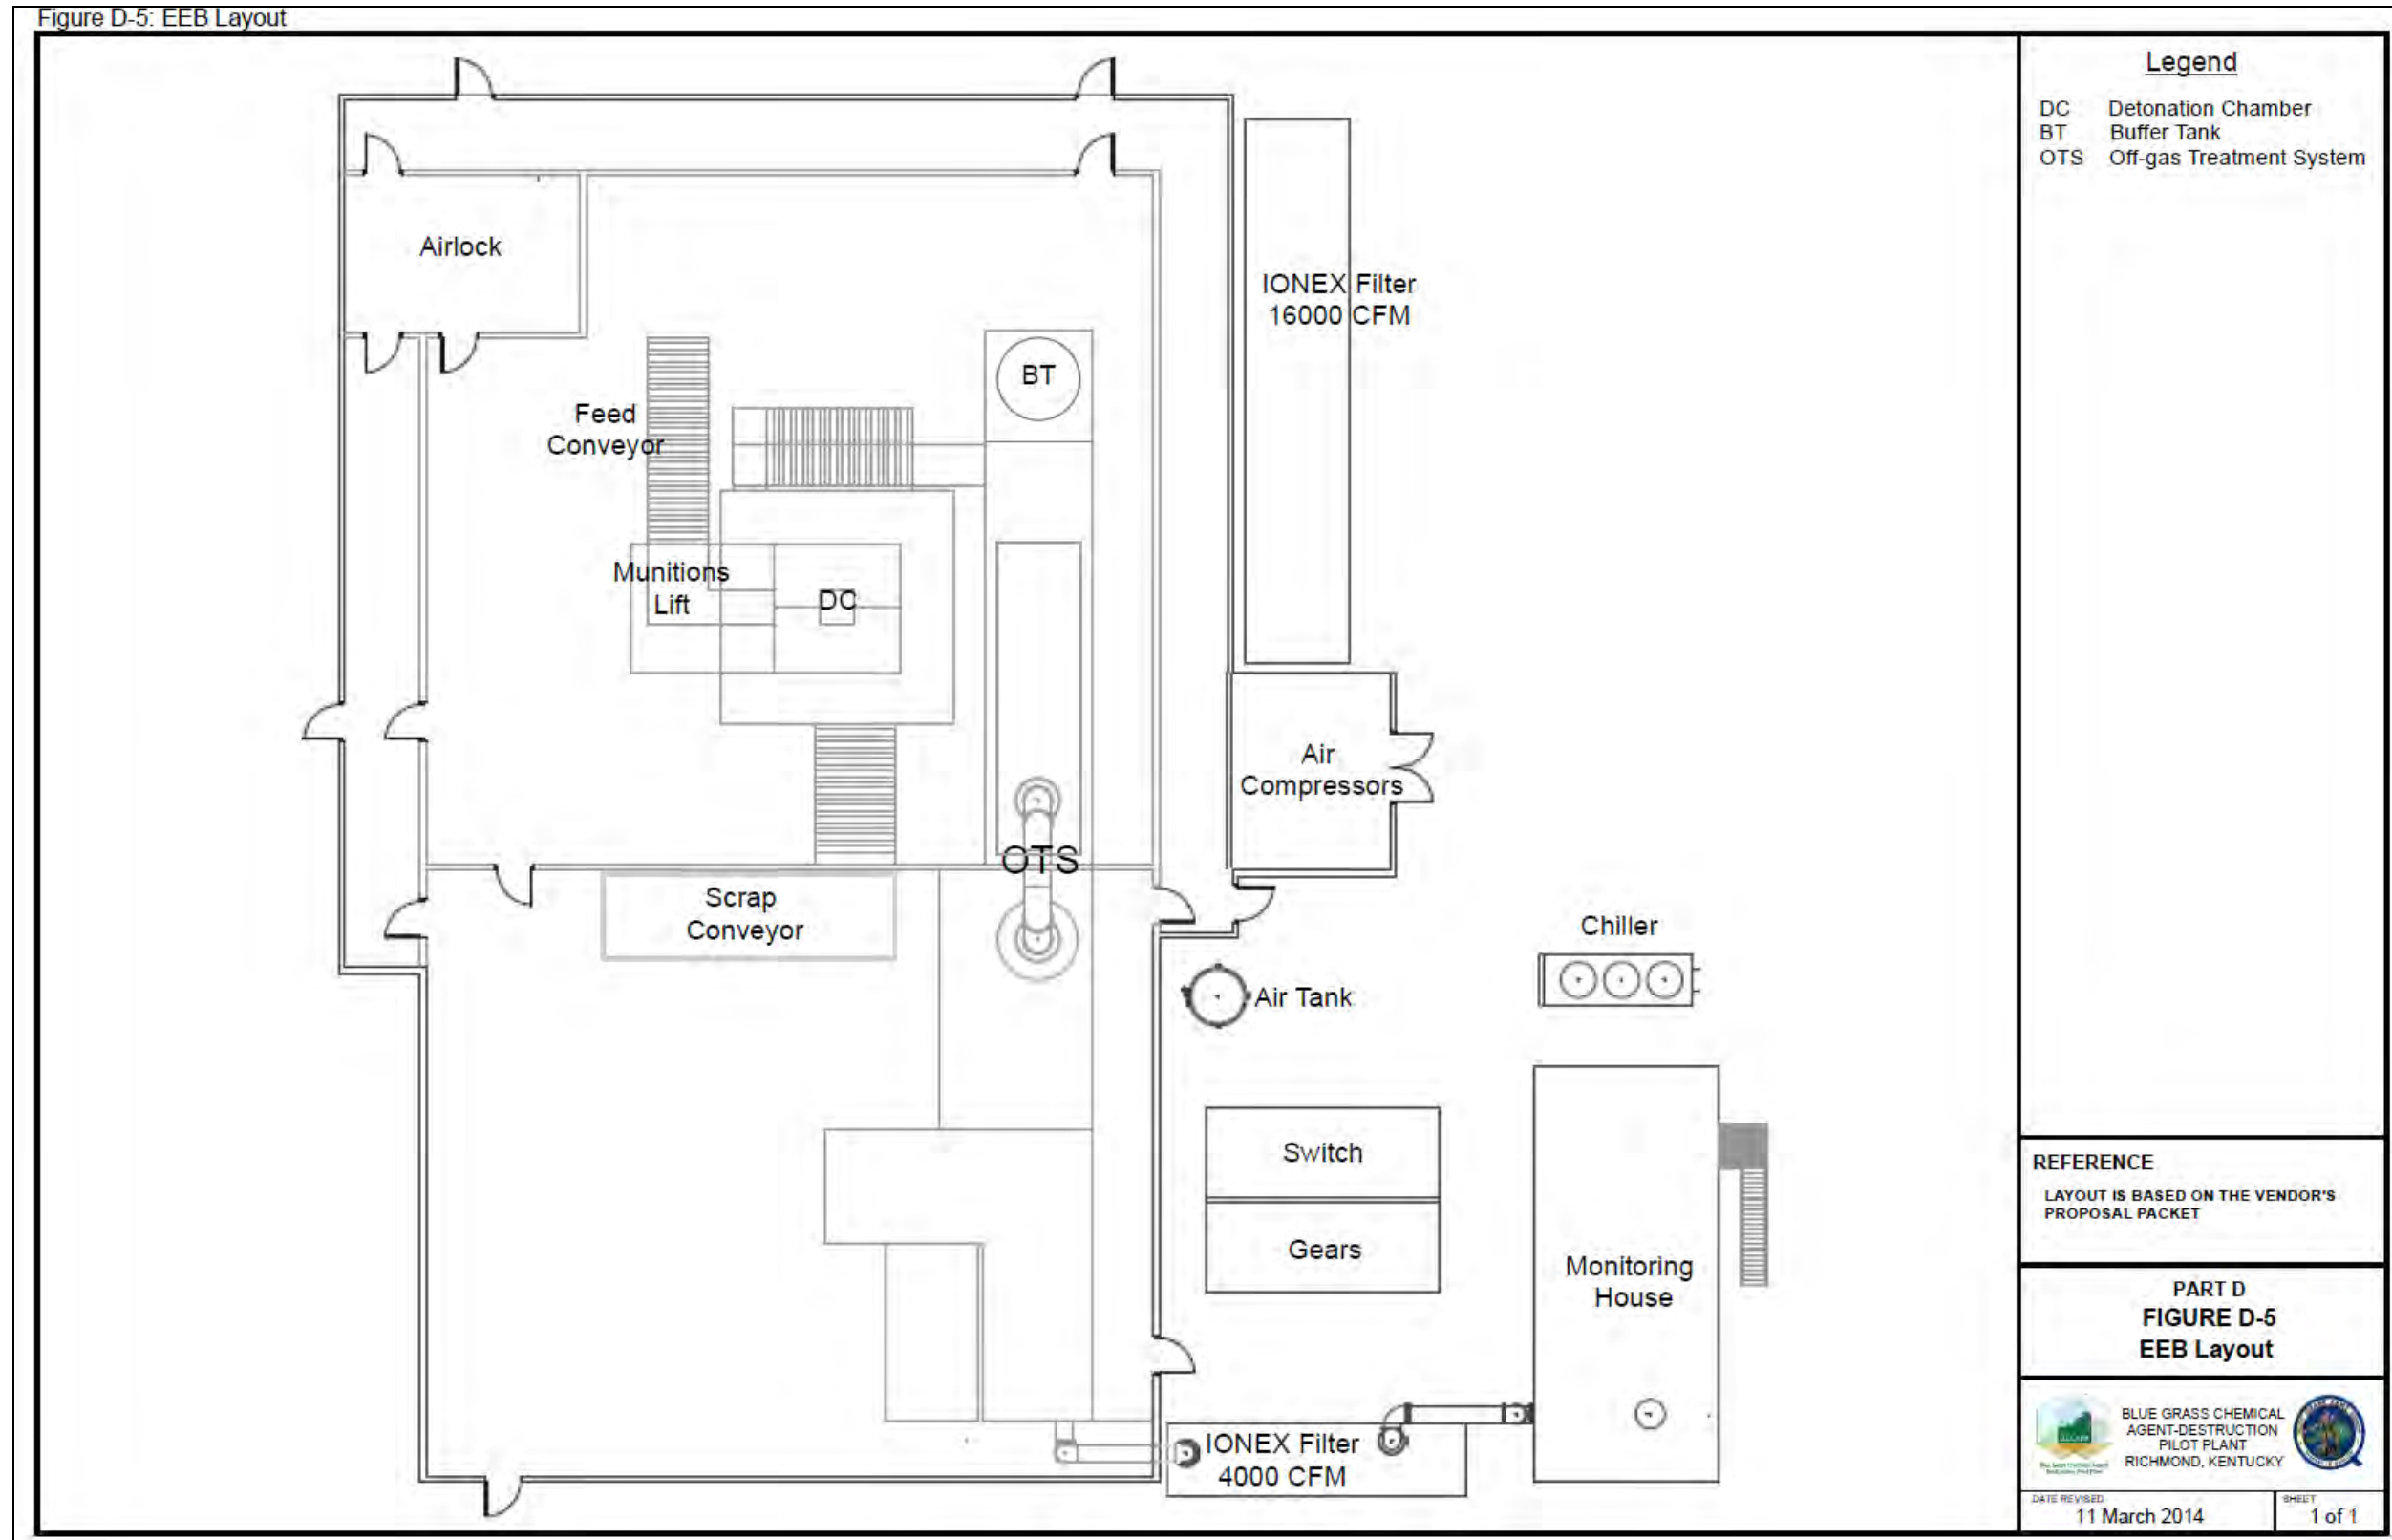 Figure D-5: EEB Layout
Legend
DC Detonation Chamber
BT Buffer Tank
OTS Off-gas Treatment System
Airlock
IONEX Filter
16000 CFM
BT
Feed
Conveyor
Munitions
Lift
DC
Air
Compressors
OTS
Scrap
Conveyor
Chiller
Air Tank
Switch
Gears
Monitoring
House
IONEX Filter
4000 CFM
REFERENCE
LAYOUT IS BASED ON THE VENDOR'S
PROPOSAL PACKET
PART D
FIGURE D-5
EEB Layout
BLUE GRASS CHEMICAL
AGENT-DESTRUCTION
PILOT PLANT
RICHMOND, KENTUCKY
DATE REVISED
11 March 2014
SHEET
1 of 1